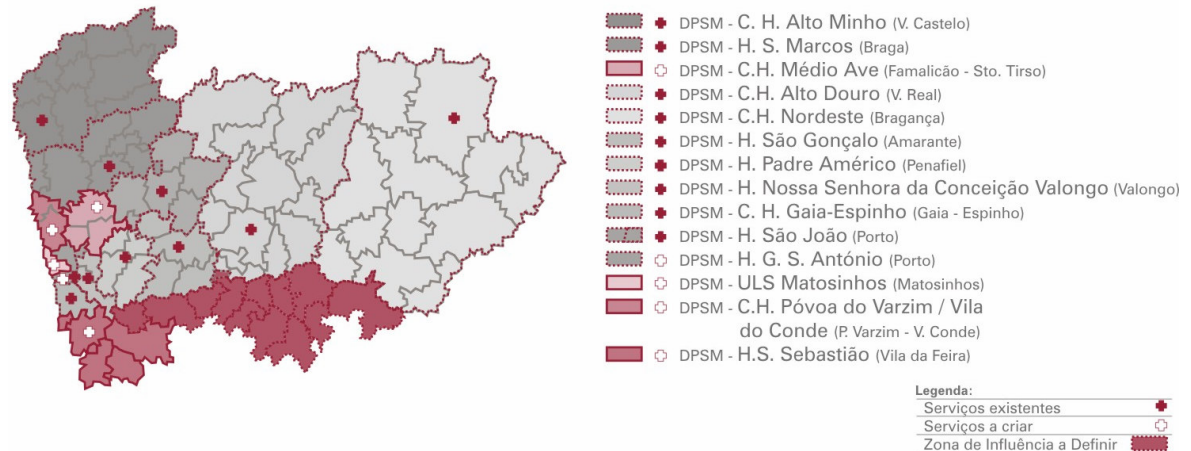 DPSM - C. H. Alto Minho (V. Castelo)
DPSM - H. S. Marcos (Braga)
DPSM - C.H. Médio Ave (Famalicão - Sto. Tirso)
DPSM - C.H. Alto Douro (V. Real)
DPSM - C.H. Nordeste (Bragança)
DPSM - H. São Gonçalo (Amarante)
DPSM - H. Padre Américo (Penafiel)
DPSM - H. Nossa Senhora da Conceição Valongo (Valongo)
DPSM - C. H. Gaia-Espinho (Gaia - Espinho)
DPSM - H. São João (Porto)
DPSM - H. G. S. António (Porto)
DPSM - ULS Matosinhos (Matosinhos)
DPSM - C.H. Póvoa do Varzim / Vila
do Conde (P. Varzim - V. Conde)
DPSM - H.S. Sebastião (Vila da Feira)
Legenda:
Serviços existentes
Serviços a criar
Zona de Influência a Definir